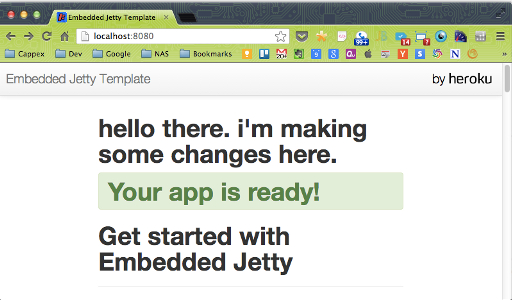 Embedded Jetty Template
localhost:8080
Cappex Dev Google NAS Bookmarks
Embedded Jetty Template by heroku
hello there. i'm making
some changes here.
Your app is ready!
Get started with
Embedded Jetty